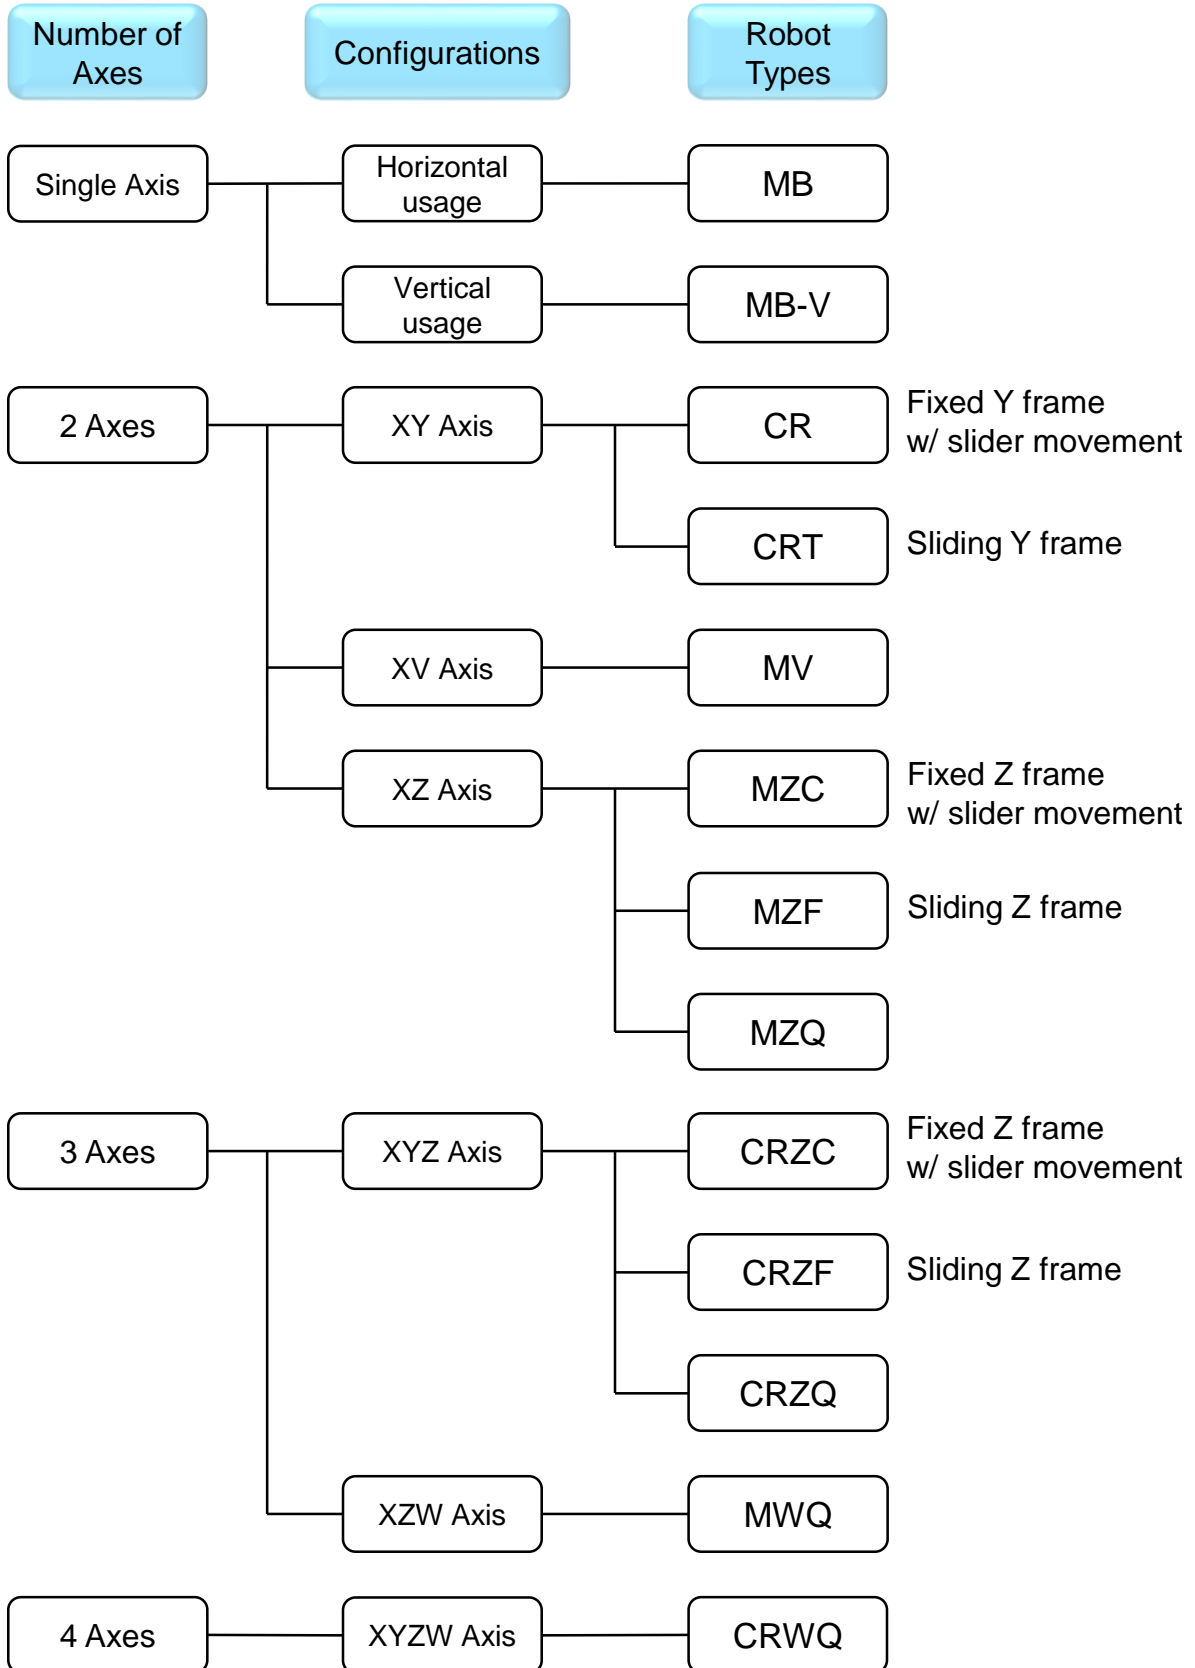 Number of
Axes
Configurations
Robot
Types
Single Axis
Horizontal
usage
MB
Vertical
usage
MB-V
2 Axes
XY Axis
CR
Fixed Y frame
w/ slider movement
CRT
Sliding Y frame
XV Axis
MV
XZ Axis
MZC
Fixed Z frame
w/ slider movement
MZF
Sliding Z frame
MZQ
3 Axes
XYZ Axis
CRZC
Fixed Z frame
w/ slider movement
CRZF
Sliding Z frame
CRZQ
XZW Axis
MWQ
4 Axes
XYZW Axis
CRWQ